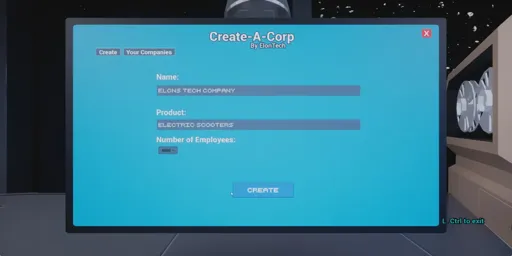 Create-A-Corp
By ElonTech
X
Create
Your Companies
Name:
ELONS TECH COMPANY
Product:
ELECTRIC SCOOTERS
Number of Employees:
CREATE
L. Ctrl to exit